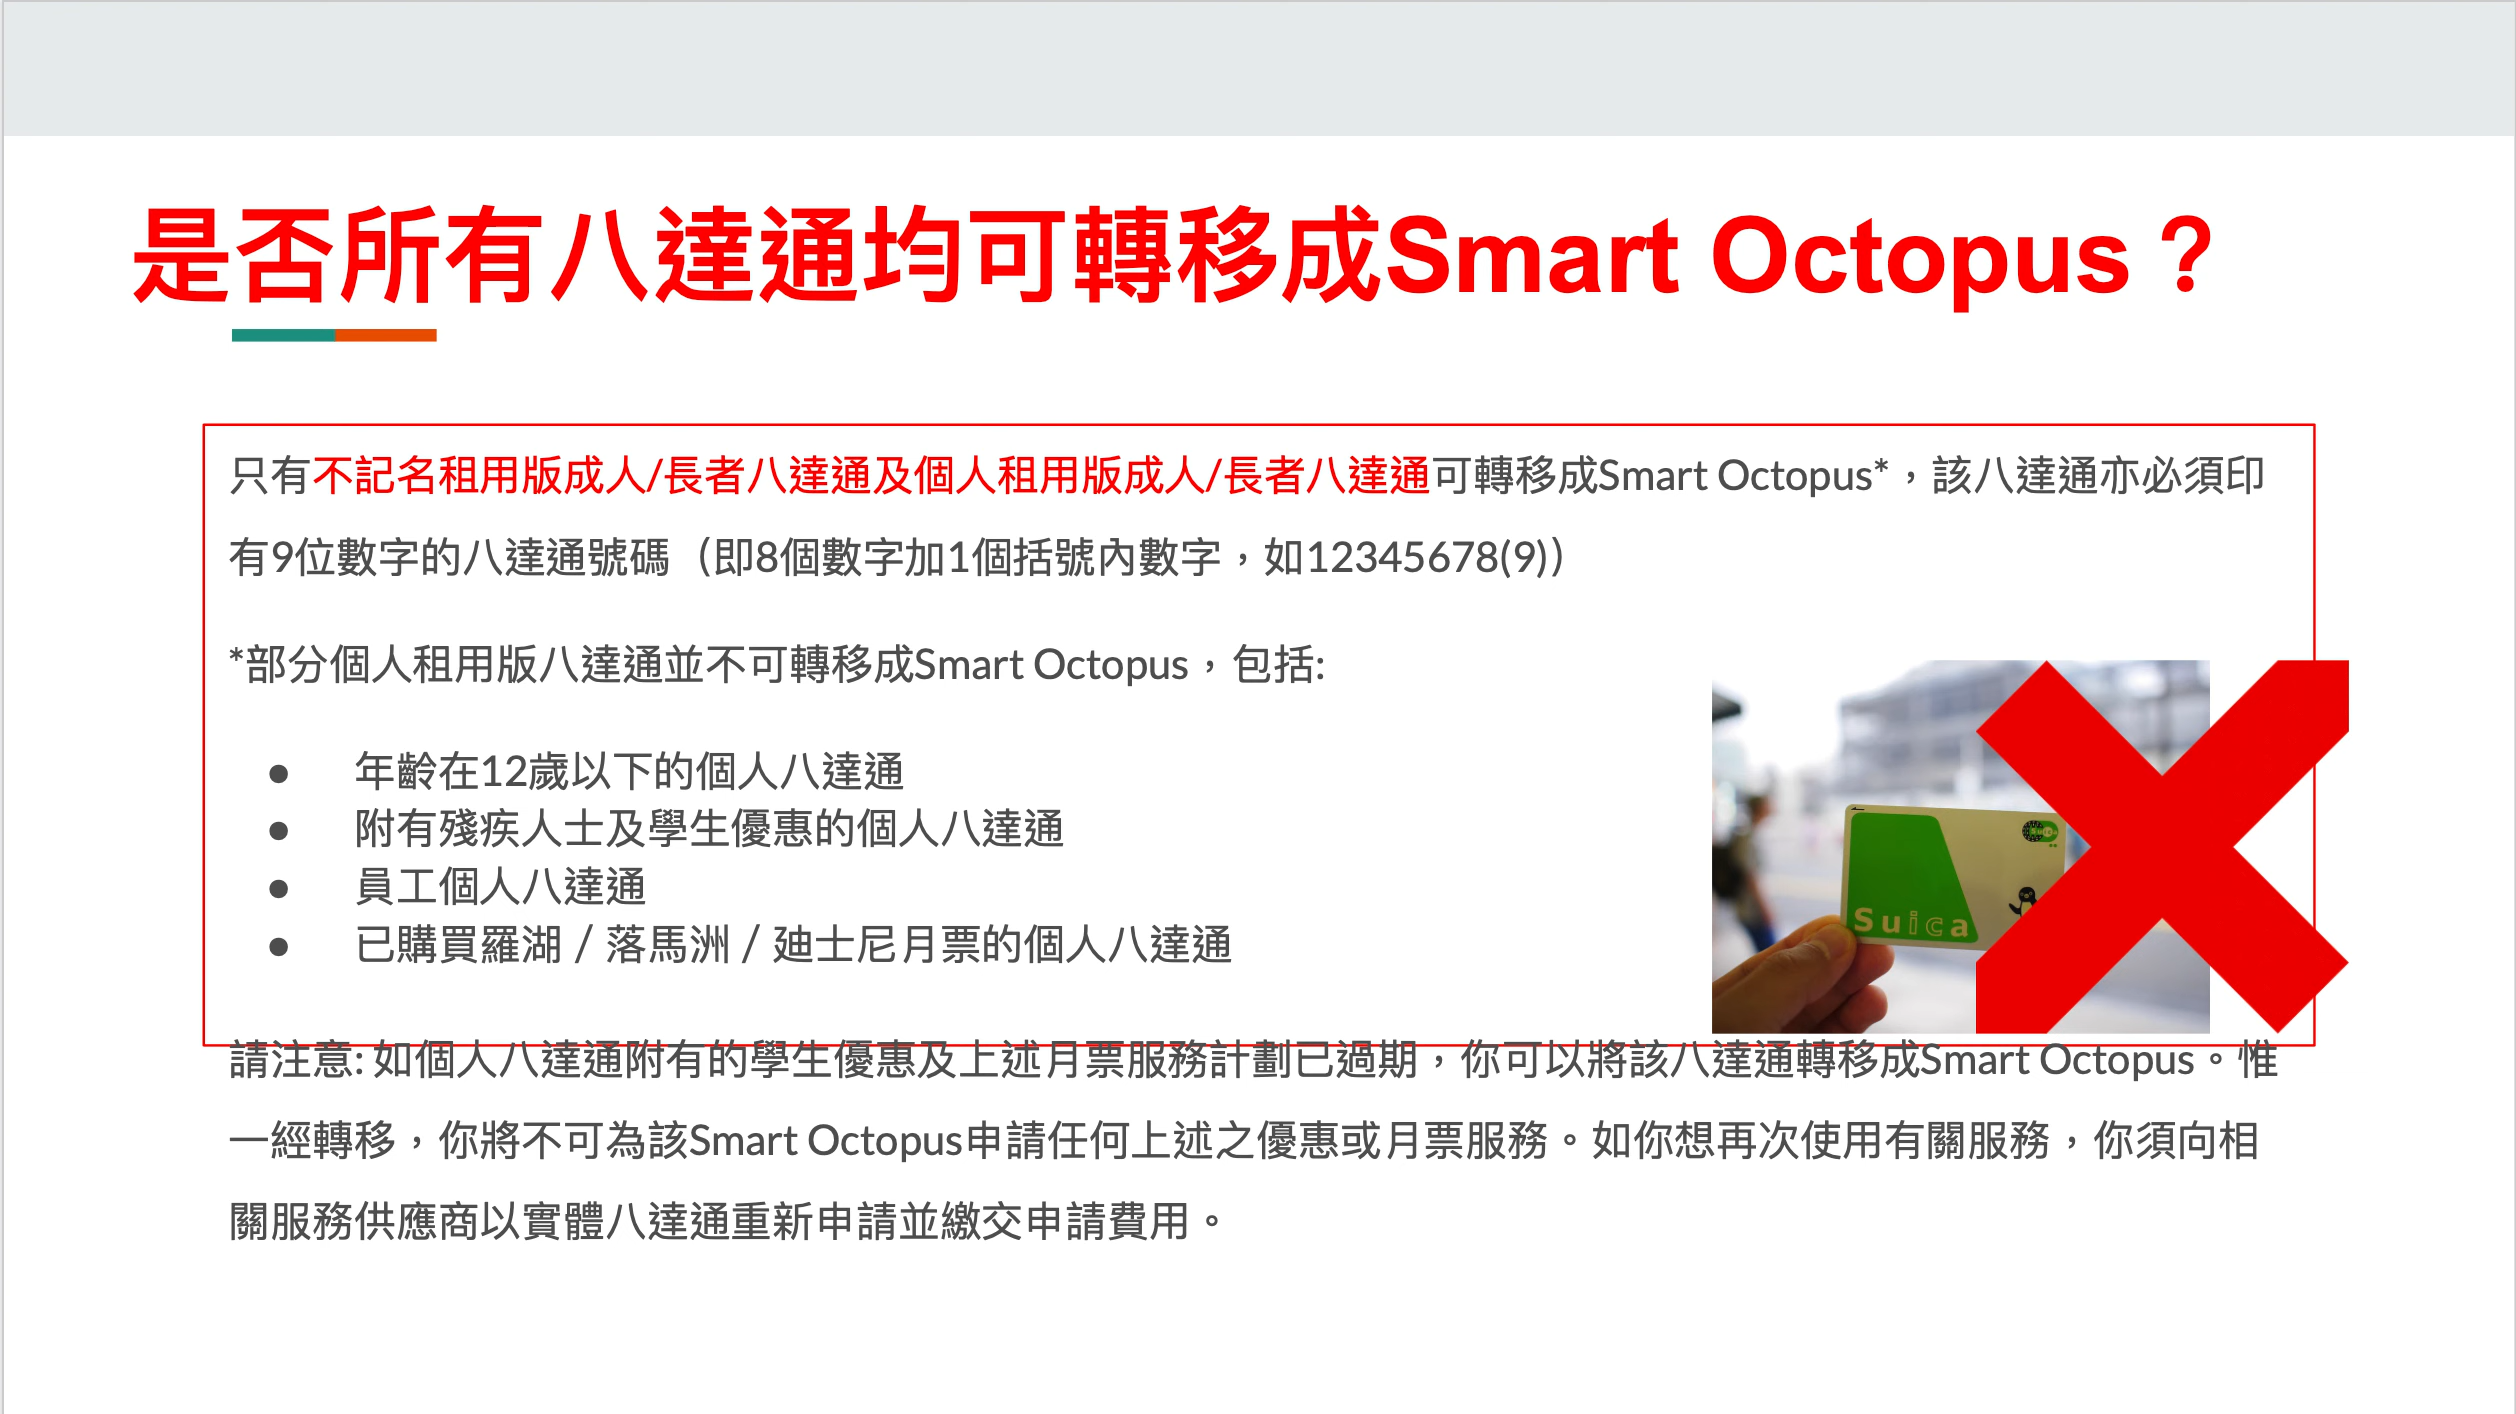 是否所有八達通均可轉移成Smart Octopus？
只有不記名租用版成人/長者八達通及個人租用版成人/長者八達通可轉移成Smart Octopus*，該八達通亦必須印
有9位數字的八達通號碼（即8個數字加1個括號內數字，如12345678(9)）
*部分個人租用版八達通並不可轉移成Smart Octopus，包括:
● 年齡在12歲以下的個人八達通
● 附有殘疾人士及學生優惠的個人八達通
● 員工個人八達通
● 已購買羅湖 / 落馬洲 / 廸士尼月票的個人八達通
Suica
請注意: 如個人八達通附有的學生優惠及上述月票服務計劃已過期，你可以將該八達通轉移成Smart Octopus。惟
一經轉移，你將不可為該Smart Octopus申請任何上述之優惠或月票服務。如你想再次使用有關服務，你須向相
關服務供應商以實體八達通重新申請並繳交申請費用。